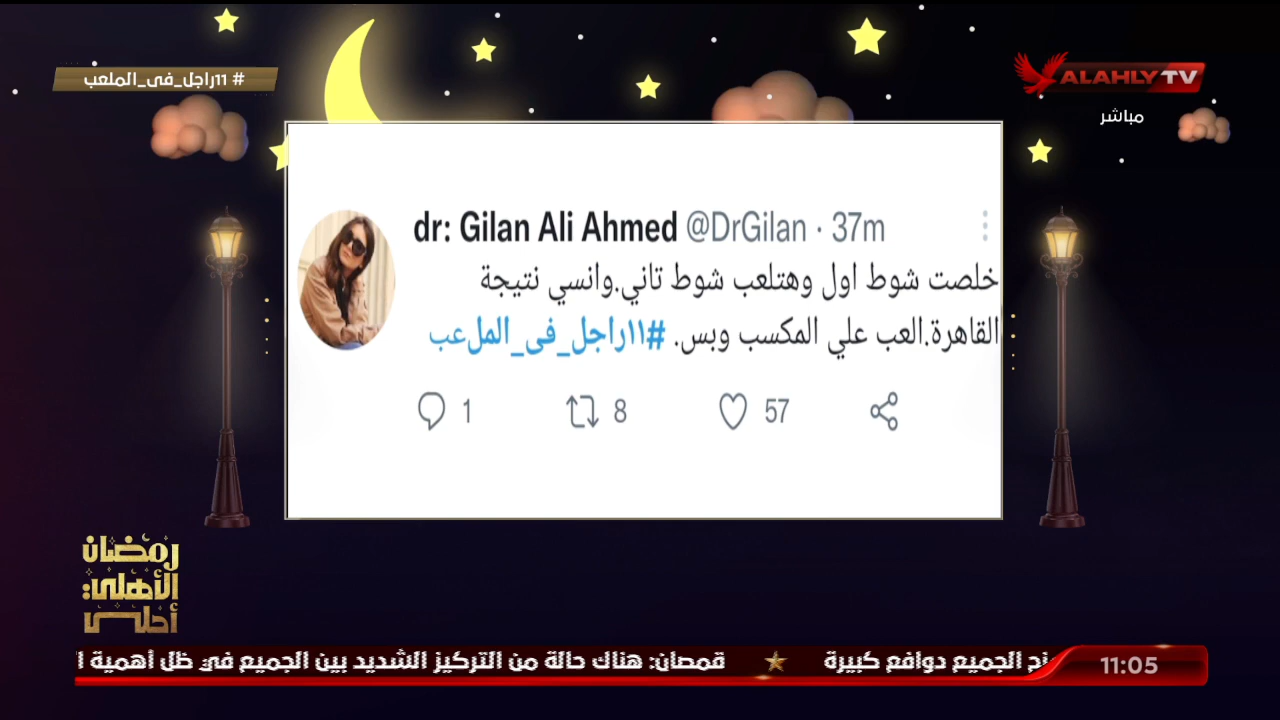 # 11راجل_فى_الملعب
ALAHLY TV
مباشر
dr: Gilan Ali Ahmed @DrGilan · 37m
خلصت شوط اول وهتلعب شوط تاني.وانسي نتيجة
القاهرة.العب علي المكسب وبس. #١١راجل_فى_الملعب
1 8 57
رمضان
الأهلي
أحلى
الجميع دوافع كبيرة ★ قمصان: هناك حالة من التركيز الشديد بين الجميع في ظل أهمية
11:05